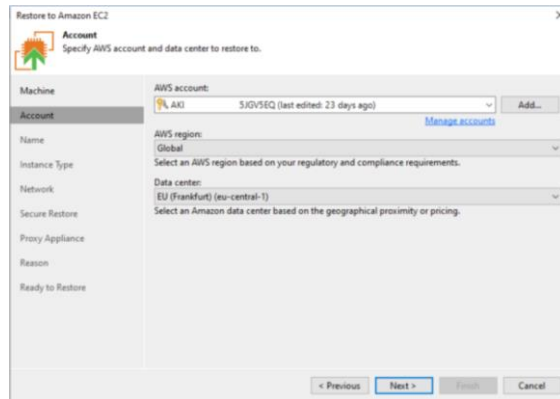 Restore to Amazon EC2
Account
Specify AWS account and data center to restore to.
Machine
Account
Name
Instance Type
Network
Secure Restore
Proxy Appliance
Reason
Ready to Restore
AWS account:
AKI 5JGV5EQ (last edited: 23 days ago)
Add...
Manage accounts
AWS region:
Global
Select an AWS region based on your regulatory and compliance requirements.
Data center:
EU (Frankfurt) (eu-central-1)
Select an Amazon data center based on the geographical proximity or pricing.
< Previous
Next >
Finish
Cancel